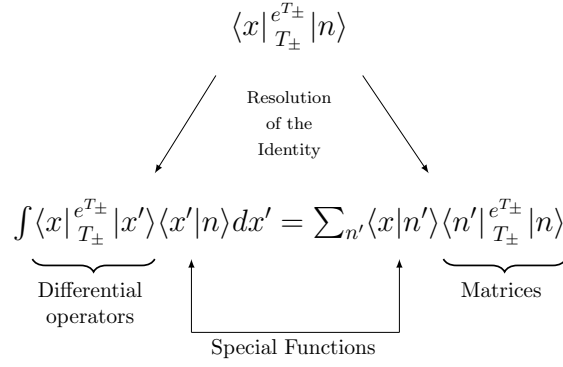 ⟨x| e^{T±} T± |n⟩
Resolution
of the
Identity
∫⟨x| e^{T±} T± |x′⟩⟨x′|n⟩dx′ = ∑_{n′}⟨x|n′⟩⟨n′| e^{T±} T± |n⟩
Differential
operators
Matrices
Special Functions